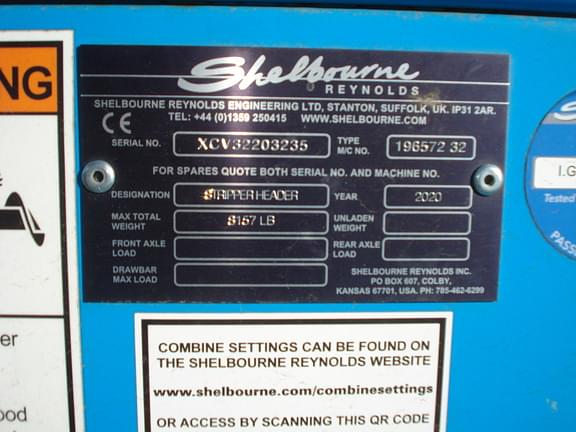 NG
Shelbourne
REYNOLDS
SHELBOURNE REYNOLDS ENGINEERING LTD, STANTON, SUFFOLK, UK. IP31 2AR.
TEL: +44 (0)1359 250415 WWW.SHELBOURNE.COM
CE
SERIAL NO. XCV32203235 TYPE M/C NO. 196572 32
FOR SPARES QUOTE BOTH SERIAL NO. AND MACHINE NO.
DESIGNATION STRIPPER HEADER YEAR 2020
MAX TOTAL WEIGHT 8157 LB UNLADEN WEIGHT
FRONT AXLE LOAD REAR AXLE LOAD
DRAWBAR MAX LOAD
SHELBOURNE REYNOLDS INC.
PO BOX 607, COLBY,
KANSAS 67701, USA. PH: 785-462-6299
I.G
Tested
PASS
er
ood
COMBINE SETTINGS CAN BE FOUND ON
THE SHELBOURNE REYNOLDS WEBSITE
www.shelbourne.com/combinesettings
OR ACCESS BY SCANNING THIS QR CODE